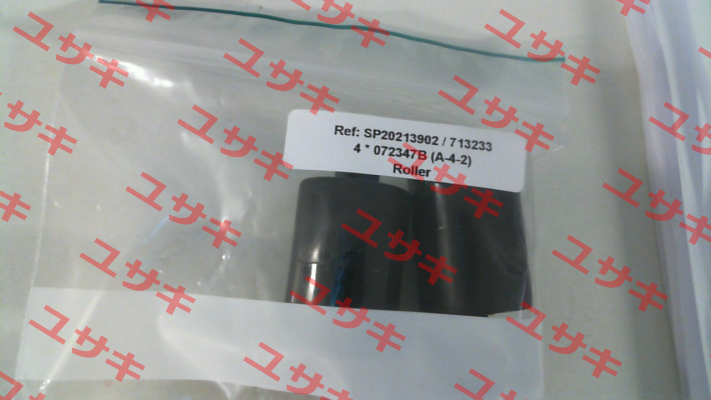 Ref: SP20213902 / 713233
4 * 072347B (A-4-2)
Roller
ユサキ